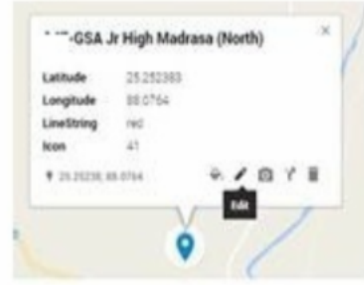 -GSA Jr High Madrasa (North)
Latitude 25.252383
Longitude 88.0764
LineString red
Icon 41
25.25238, 88.0764
Edit